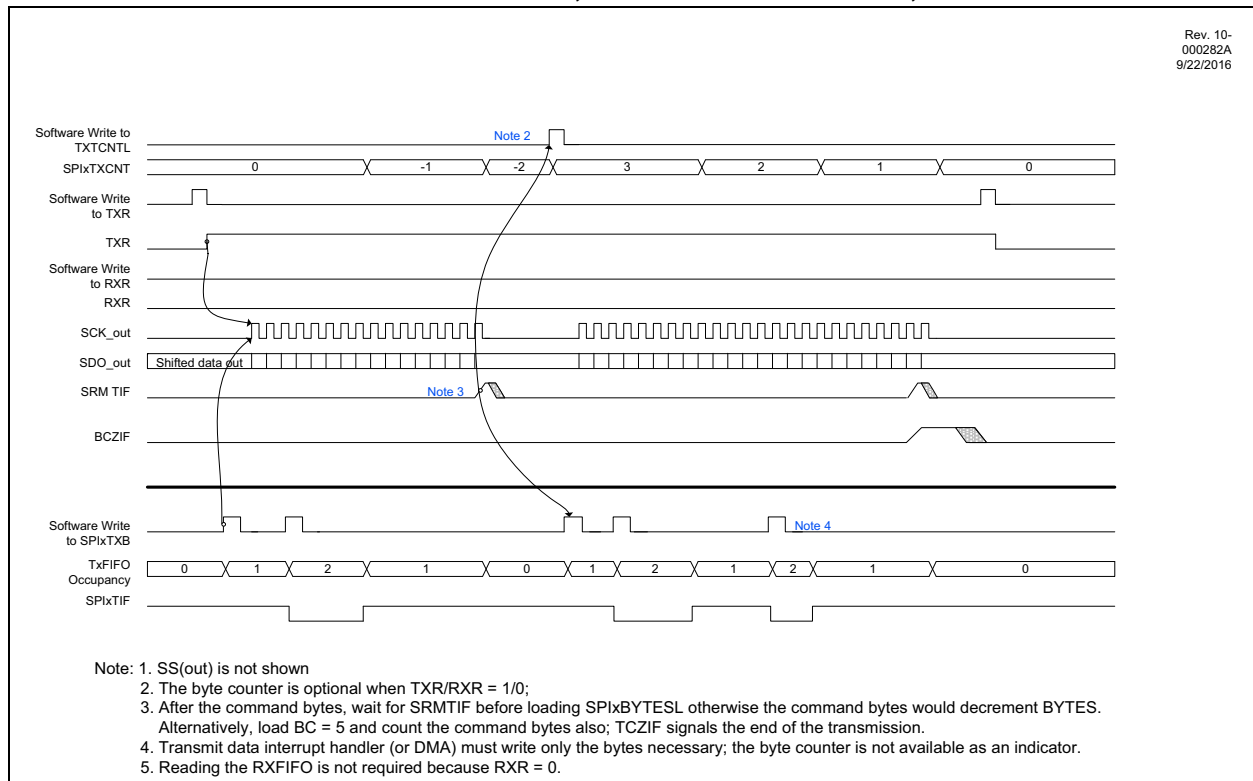 Rev. 10-
000282A
9/22/2016
Software Write to
TXTCNTL
Note 2
SPIxTXCNT
0 -1 -2 3 2 1 0
Software Write
to TXR
TXR
Software Write
to RXR
RXR
SCK_out
SDO_out
Shifted data out
SRM TIF
Note 3
BCZIF
Software Write
to SPIxTXB
Note 4
TxFIFO
Occupancy
0 1 2 1 0 1 2 1 2 1 0
SPIxTIF
Note: 1. SS(out) is not shown
2. The byte counter is optional when TXR/RXR = 1/0;
3. After the command bytes, wait for SRMTIF before loading SPIxBYTESL otherwise the command bytes would decrement BYTES.
Alternatively, load BC = 5 and count the command bytes also; TCZIF signals the end of the transmission.
4. Transmit data interrupt handler (or DMA) must write only the bytes necessary; the byte counter is not available as an indicator.
5. Reading the RXFIFO is not required because RXR = 0.